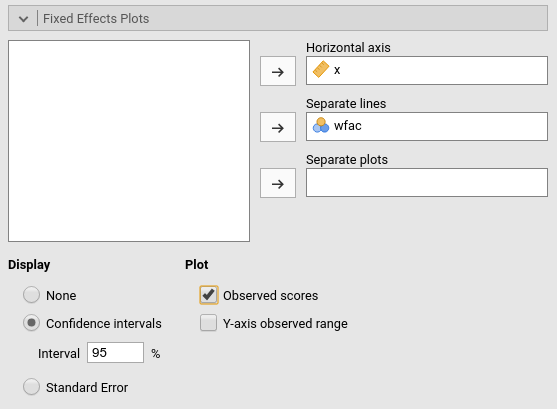 Fixed Effects Plots
Horizontal axis
x
Separate lines
wfac
Separate plots
Display
Plot
None
Observed scores
Confidence intervals
Y-axis observed range
Interval 95 %
Standard Error